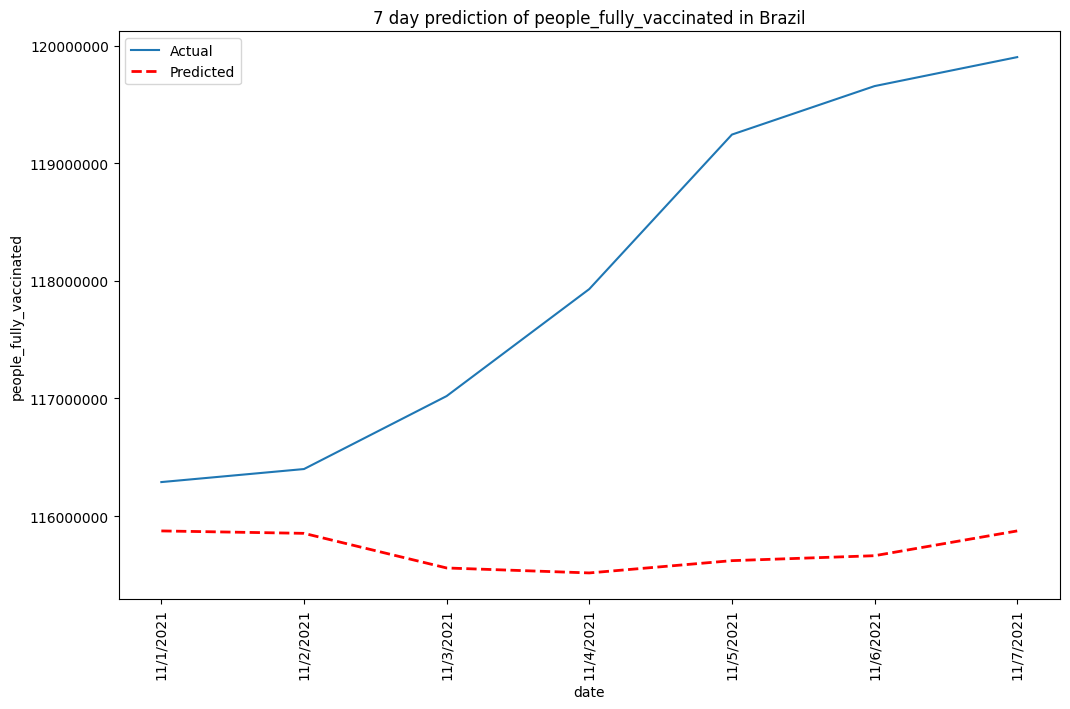 7 day prediction of people_fully_vaccinated in Brazil
Actual
Predicted
120000000
119000000
118000000
117000000
116000000
people_fully_vaccinated
11/1/2021
11/2/2021
11/3/2021
11/4/2021
11/5/2021
11/6/2021
11/7/2021
date